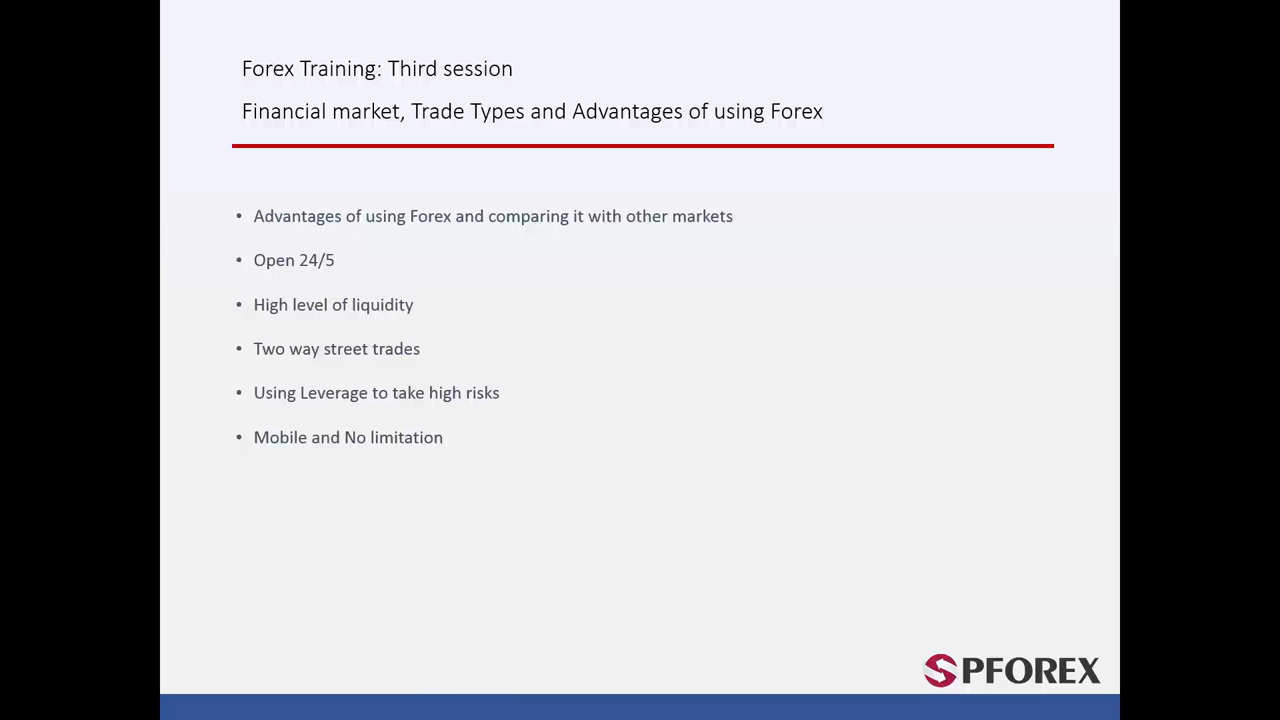 Forex Training: Third session
Financial market, Trade Types and Advantages of using Forex
• Advantages of using Forex and comparing it with other markets
• Open 24/5
• High level of liquidity
• Two way street trades
• Using Leverage to take high risks
• Mobile and No limitation
SPFOREX